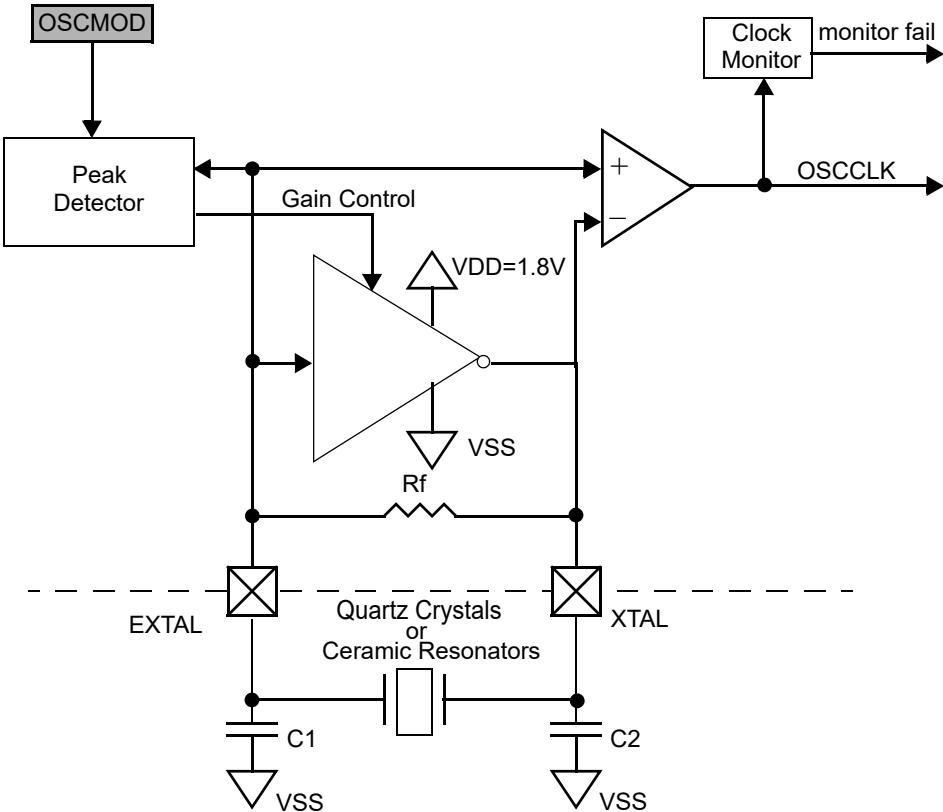 OSCMOD
Clock
Monitor
monitor fail
Peak
Detector
+
OSCCLK
Gain Control
−
VDD=1.8V
VSS
Rf
EXTAL
Quartz Crystals
or
Ceramic Resonators
XTAL
C1
C2
VSS
VSS